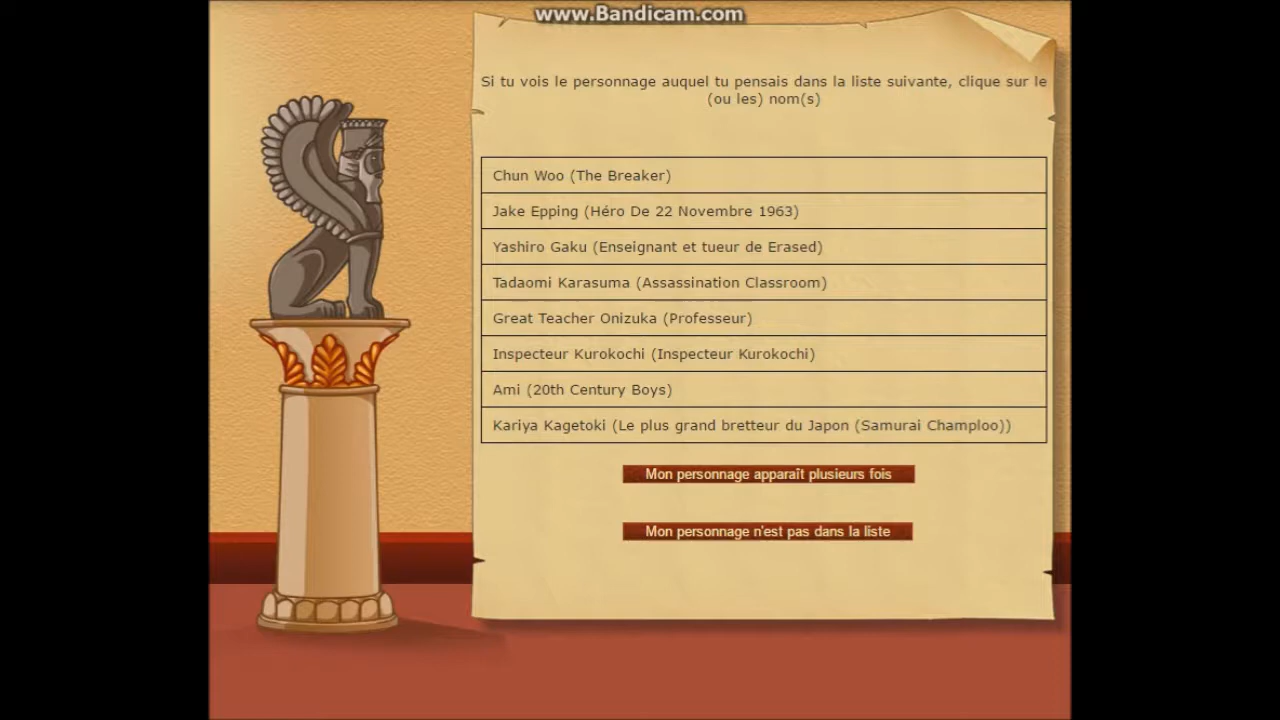 www.Bandicam.com
Si tu vois le personnage auquel tu pensais dans la liste suivante, clique sur le
(ou les) nom(s)
Chun Woo (The Breaker)
Jake Epping (Héro De 22 Novembre 1963)
Yashiro Gaku (Enseignant et tueur de Erased)
Tadaomi Karasuma (Assassination Classroom)
Great Teacher Onizuka (Professeur)
Inspecteur Kurokochi (Inspecteur Kurokochi)
Ami (20th Century Boys)
Kariya Kagetoki (Le plus grand bretteur du Japon (Samurai Champloo))
Mon personnage apparaît plusieurs fois
Mon personnage n'est pas dans la liste